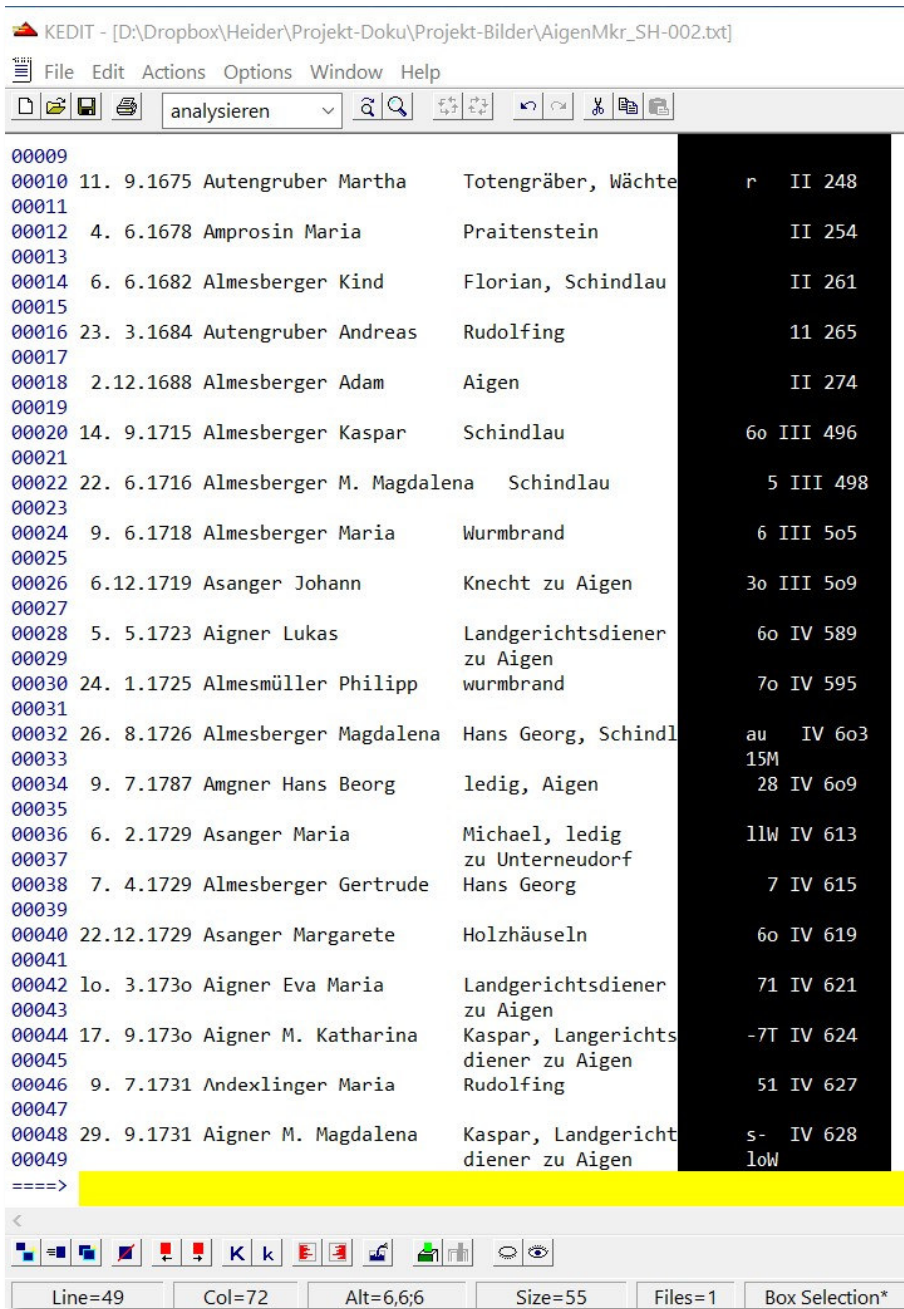 KEDIT - [D:\Dropbox\Heider\Projekt-Doku\Projekt-Bilder\AigenMkr_SH-002.txt]
File Edit Actions Options Window Help
analysieren
00009
00010 11. 9.1675 Autengruber Martha Totengräber, Wächte r II 248
00011
00012 4. 6.1678 Amprosin Maria Praitenstein II 254
00013
00014 6. 6.1682 Almesberger Kind Florian, Schindlau II 261
00015
00016 23. 3.1684 Autengruber Andreas Rudolfing 11 265
00017
00018 2.12.1688 Almesberger Adam Aigen II 274
00019
00020 14. 9.1715 Almesberger Kaspar Schindlau 6o III 496
00021
00022 22. 6.1716 Almesberger M. Magdalena Schindlau 5 III 498
00023
00024 9. 6.1718 Almesberger Maria Wurmbrand 6 III 5o5
00025
00026 6.12.1719 Asanger Johann Knecht zu Aigen 3o III 5o9
00027
00028 5. 5.1723 Aigner Lukas Landgerichtsdiener 6o IV 589
00029 zu Aigen
00030 24. 1.1725 Almesmüller Philipp wurmbrand 7o IV 595
00031
00032 26. 8.1726 Almesberger Magdalena Hans Georg, Schindl au IV 6o3
00033 15M
00034 9. 7.1787 Amgner Hans Beorg ledig, Aigen 28 IV 6o9
00035
00036 6. 2.1729 Asanger Maria Michael, ledig llW IV 613
00037 zu Unterneudorf
00038 7. 4.1729 Almesberger Gertrude Hans Georg 7 IV 615
00039
00040 22.12.1729 Asanger Margarete Holzhäuseln 6o IV 619
00041
00042 lo. 3.173o Aigner Eva Maria Landgerichtsdiener 71 IV 621
00043 zu Aigen
00044 17. 9.173o Aigner M. Katharina Kaspar, Langerichts -7T IV 624
00045 diener zu Aigen
00046 9. 7.1731 Λndexlinger Maria Rudolfing 51 IV 627
00047
00048 29. 9.1731 Aigner M. Magdalena Kaspar, Landgericht s- IV 628
00049 diener zu Aigen loW
====>
K k
Line=49 Col=72 Alt=6,6;6 Size=55 Files=1 Box Selection*